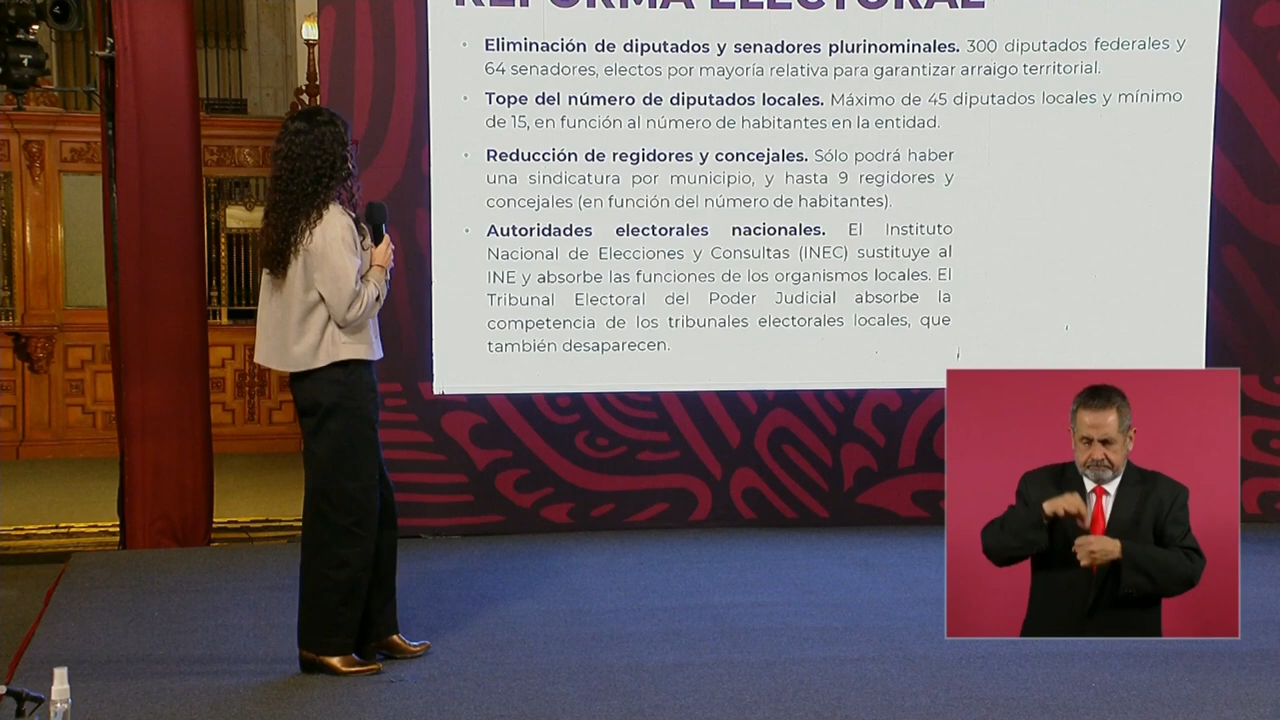 REFORMA ELECTORAL
◦ Eliminación de diputados y senadores plurinominales. 300 diputados federales y
64 senadores, electos por mayoría relativa para garantizar arraigo territorial.
◦ Tope del número de diputados locales. Máximo de 45 diputados locales y mínimo
de 15, en función al número de habitantes en la entidad.
◦ Reducción de regidores y concejales. Sólo podrá haber
una sindicatura por municipio, y hasta 9 regidores y
concejales (en función del número de habitantes).
◦ Autoridades electorales nacionales. El Instituto
Nacional de Elecciones y Consultas (INEC) sustituye al
INE y absorbe las funciones de los organismos locales. El
Tribunal Electoral del Poder Judicial absorbe la
competencia de los tribunales electorales locales, que
también desaparecen.